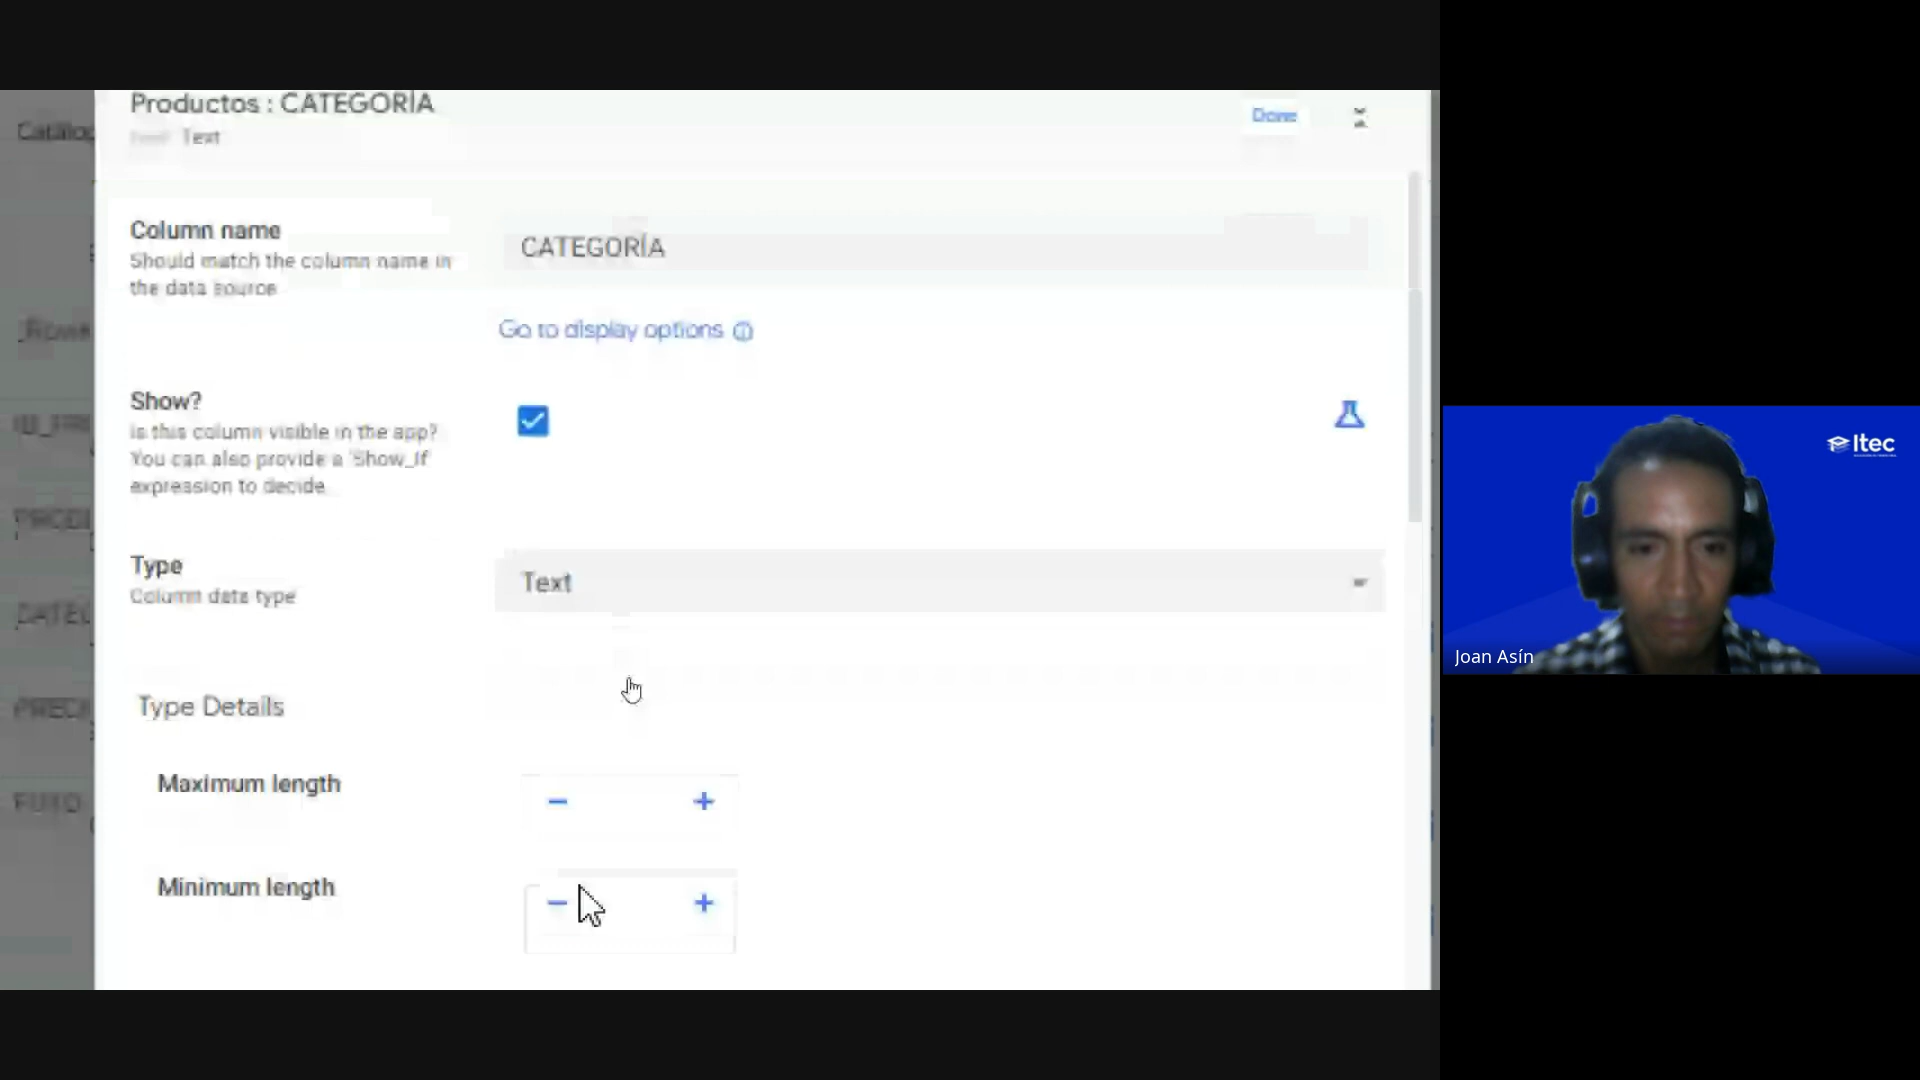 Productos : CATEGORÍA
Text
Done
Column name
Should match the column name in
the data source
CATEGORÍA
Go to display options
Show?
Is this column visible in the app?
You can also provide a 'Show_If'
expression to decide.
Type
Column data type
Text
Type Details
Maximum length
Minimum length
Itec
Joan Asín